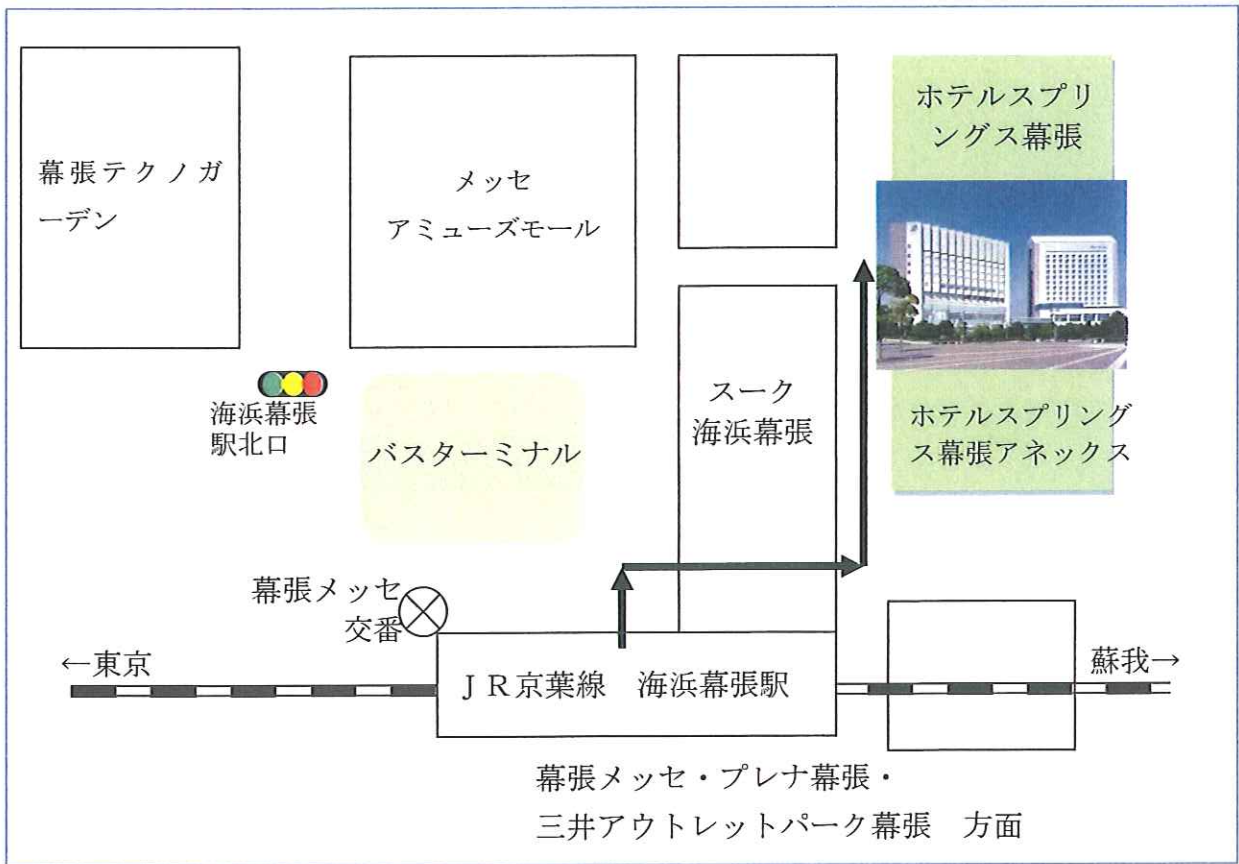 ホテルスプリ
ングス幕張
幕張テクノガ
ーデン
メッセ
アミューズモール
スーク
海浜幕張
ホテルスプリング
ス幕張アネックス
海浜幕張
駅北口
バスターミナル
幕張メッセ
交番
←東京
ＪＲ京葉線　海浜幕張駅
蘇我→
幕張メッセ・プレナ幕張・
三井アウトレットパーク幕張　方面